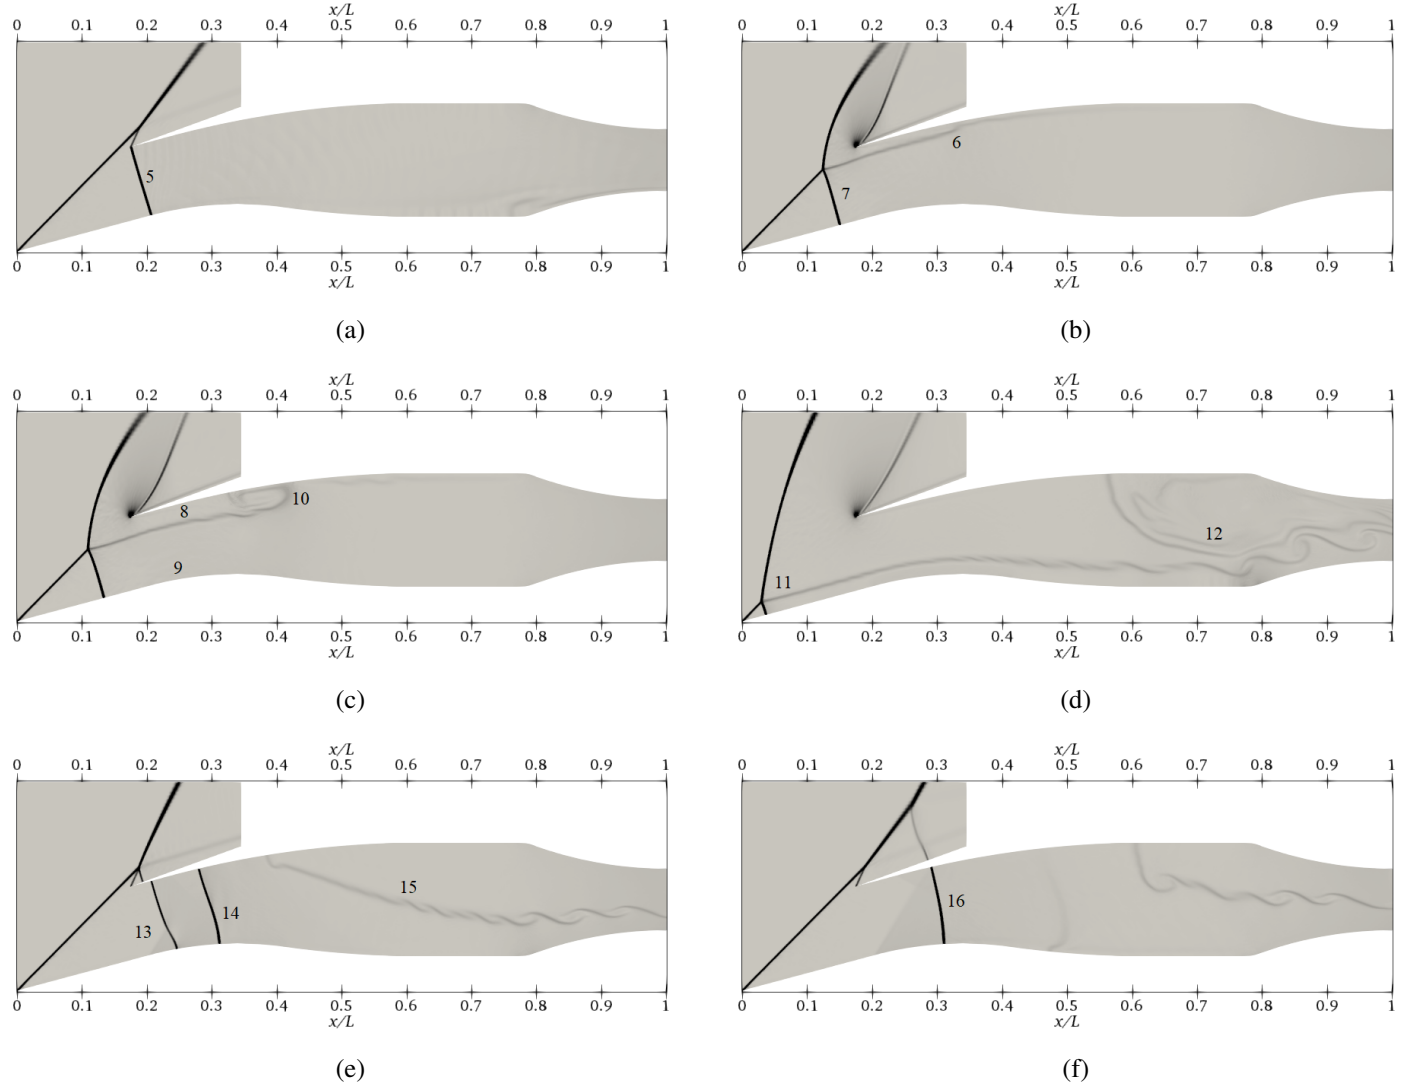 x/L x/L
0 0.1 0.2 0.3 0.4 0.5 0.6 0.7 0.8 0.9 1 0 0.1 0.2 0.3 0.4 0.5 0.6 0.7 0.8 0.9 1
6
5 7
0 0.1 0.2 0.3 0.4 0.5 0.6 0.7 0.8 0.9 1 0 0.1 0.2 0.3 0.4 0.5 0.6 0.7 0.8 0.9 1
x/L x/L
(a) (b)
x/L x/L
0 0.1 0.2 0.3 0.4 0.5 0.6 0.7 0.8 0.9 1 0 0.1 0.2 0.3 0.4 0.5 0.6 0.7 0.8 0.9 1
10
8 12
9 11
0 0.1 0.2 0.3 0.4 0.5 0.6 0.7 0.8 0.9 1 0 0.1 0.2 0.3 0.4 0.5 0.6 0.7 0.8 0.9 1
x/L x/L
(c) (d)
x/L x/L
0 0.1 0.2 0.3 0.4 0.5 0.6 0.7 0.8 0.9 1 0 0.1 0.2 0.3 0.4 0.5 0.6 0.7 0.8 0.9 1
15
14 16
13
0 0.1 0.2 0.3 0.4 0.5 0.6 0.7 0.8 0.9 1 0 0.1 0.2 0.3 0.4 0.5 0.6 0.7 0.8 0.9 1
x/L x/L
(e) (f)